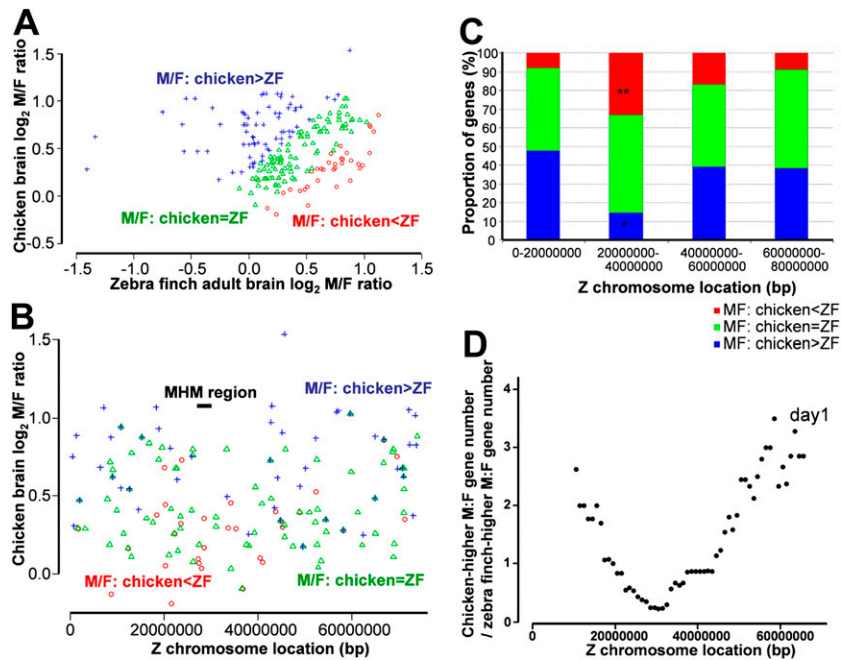 A
Chicken brain log2 M/F ratio
1.5
1.0
0.5
0.0
-0.5
M/F: chicken>ZF
M/F: chicken=ZF
M/F: chicken<ZF
-1.5 -1.0 -0.5 0.0 0.5 1.0 1.5
Zebra finch adult brain log2 M/F ratio
B
Chicken brain log2 M/F ratio
1.5
1.0
0.5
0.0
MHM region
M/F: chicken>ZF
M/F: chicken<ZF
M/F: chicken=ZF
0 20000000 40000000 60000000
Z chromosome location (bp)
C
Proportion of genes (%)
100
90
80
70
60
50
40
30
20
10
0
**
*
0-20000000 20000000- 40000000- 60000000-
40000000 60000000 80000000
Z chromosome location (bp)
MF: chicken<ZF
MF: chicken=ZF
MF: chicken>ZF
D
Chicken-higher M:F gene number
/ zebra finch-higher M:F gene number
4
3
2
1
0
day1
0 20000000 40000000 60000000
Z chromosome location (bp)